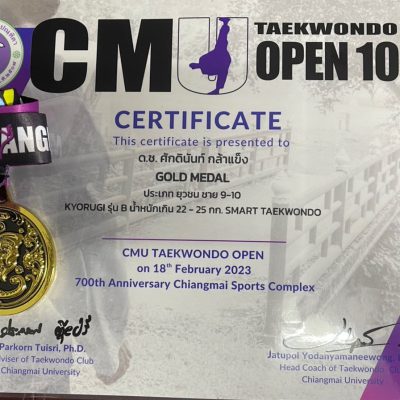 CMU
TAEKWONDO
OPEN 10
CERTIFICATE
This certificate is presented to
ด.ช. ศักดินันท์ กล้าแข็ง
GOLD MEDAL
ประเภท ยุวชน ชาย 9-10
KYORUGI รุ่น B น้ำหนักเกิน 22 - 25 กก. SMART TAEKWONDO
CMU TAEKWONDO OPEN
on 18th February 2023
700th Anniversary Chiangmai Sports Complex
Parkorn Tuisri, Ph.D.
dviser of Taekwondo Club
Chiangmai University
Jatupol Yodanyamaneewong,
Head Coach of Taekwondo Club
Chiangmai University